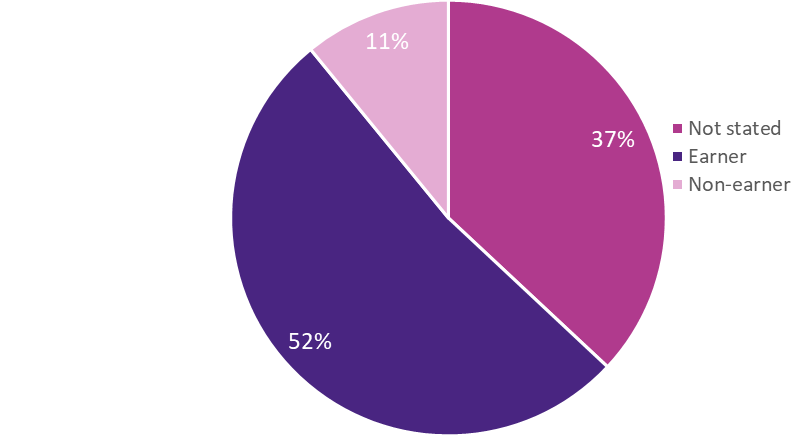 11%
37%
52%
Not stated
Earner
Non-earner